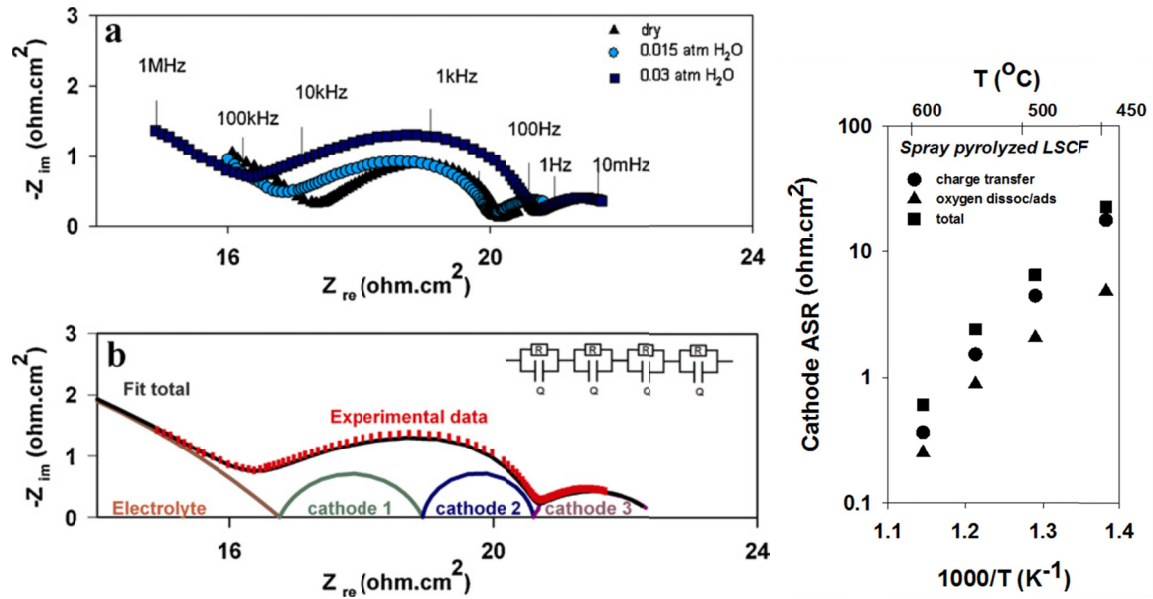 a
3
2
1
0
-Z im (ohm.cm²)
dry
0.015 atm H₂O
0.03 atm H₂O
1MHz
100kHz
10kHz
1kHz
100Hz
1Hz
10mHz
16
20
24
Z re (ohm.cm²)
b
3
2
1
0
-Z im (ohm.cm²)
R
R
R
R
Q
Q
Q
Q
Fit total
Experimental data
Electrolyte
cathode 1
cathode 2
cathode 3
16
20
24
Z re (ohm.cm²)
T (°C)
600
500
450
100
10
1
0.1
Cathode ASR (ohm.cm²)
Spray pyrolyzed LSCF
charge transfer
oxygen dissoc/ads
total
1.1
1.2
1.3
1.4
1000/T (K⁻¹)